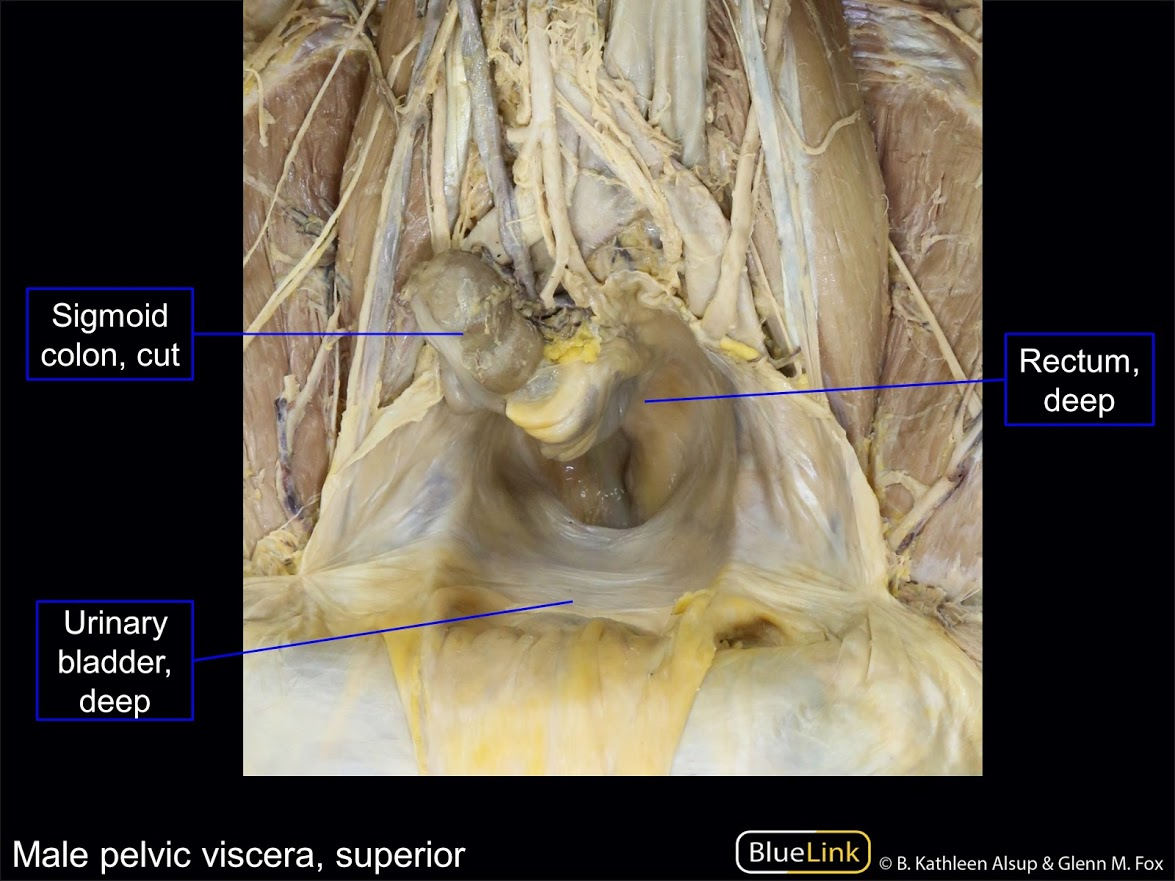 Sigmoid
colon, cut
Rectum,
deep
Urinary
bladder,
deep
Male pelvic viscera, superior
BlueLink © B. Kathleen Alsup & Glenn M. Fox